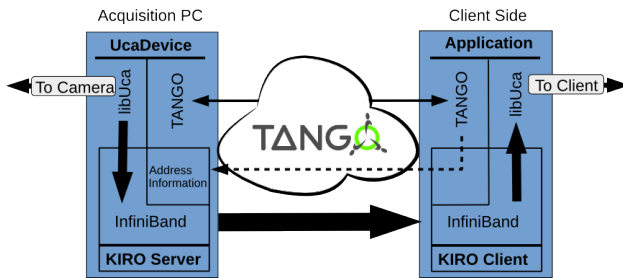 Acquisition PC
Client Side
UcaDevice
Application
To Camera
libUca
TANGO
TANGO
TANGO
libUca
To Client
Address
Information
InfiniBand
InfiniBand
KIRO Server
KIRO Client